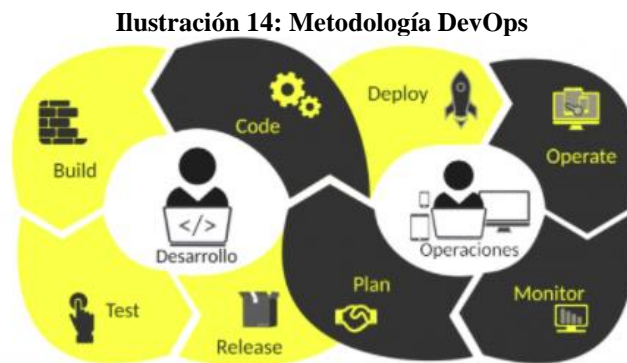 Ilustración 14: Metodología DevOps
Build
Code
Deploy
Operate
</>
Desarrollo
Operaciones
Test
Release
Plan
Monitor